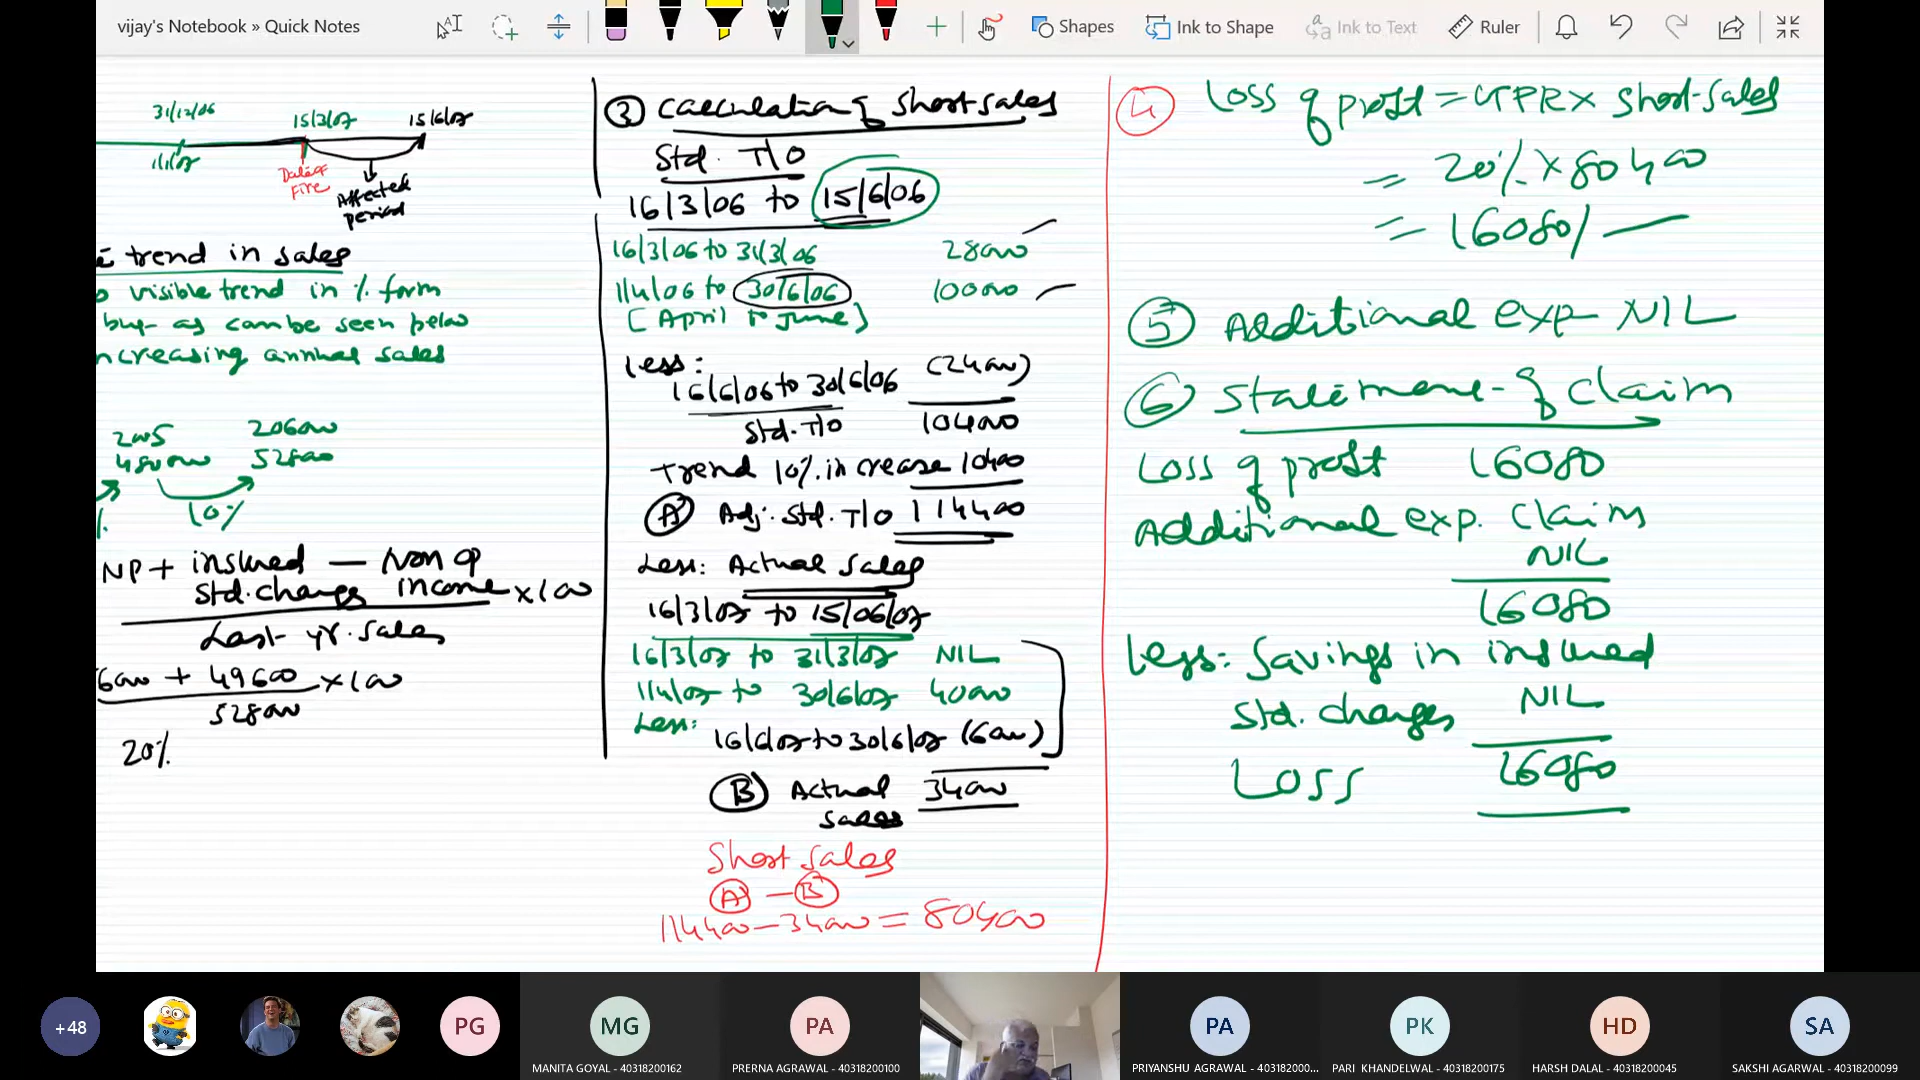 vijay's Notebook » Quick Notes
Shapes
Ink to Shape
Ink to Text
Ruler
31/12/06
15/3/07
15/6/07
1/1/07
Date of
Fire
Affected
period
trend in sales
visible trend in % form
but as can be seen below
increasing annual sales
2005
206000
480000
528000
10%
NP + insured — Non op
std. charges income × 100
Last yr. sales
6000 + 49600 × 100
528000
20%
③ Calculation of Short sales
Std. T/O
16/3/06 to 15/6/06
16/3/06 to 31/3/06 28000
1/4/06 to 30/6/06 100000
[April to June]
Less:
16/6/06 to 30/6/06 (24000)
Std. T/O 104000
Trend 10% increase 10400
Ⓐ Adj. Std. T/O 114400
Less: Actual Sales
16/3/07 to 15/06/07
16/3/07 to 31/3/07 NIL
1/4/07 to 30/6/07 40000
Less:
16/6/07 to 30/6/07 (6000)
Ⓑ Actual 34000
Sales
Short Sales
Ⓐ — Ⓑ
114400 — 34000 = 80400
④ Loss of profit = GPR × Short-sales
= 20% × 80400
= 16080/—
⑤ Additional exp NIL
⑥ Statement of Claim
Loss of profit 16080
Additional exp. Claim
NIL
16080
Less: Savings in insured
Std. charges NIL
Loss 16080
+48
PG
MG
PA
PA
PK
HD
SA
MANITA GOYAL - 40318200162
PRERNA AGRAWAL - 40318200100
PRIYANSHU AGRAWAL - 403182000...
PARI KHANDELWAL - 40318200175
HARSH DALAL - 40318200045
SAKSHI AGARWAL - 40318200099